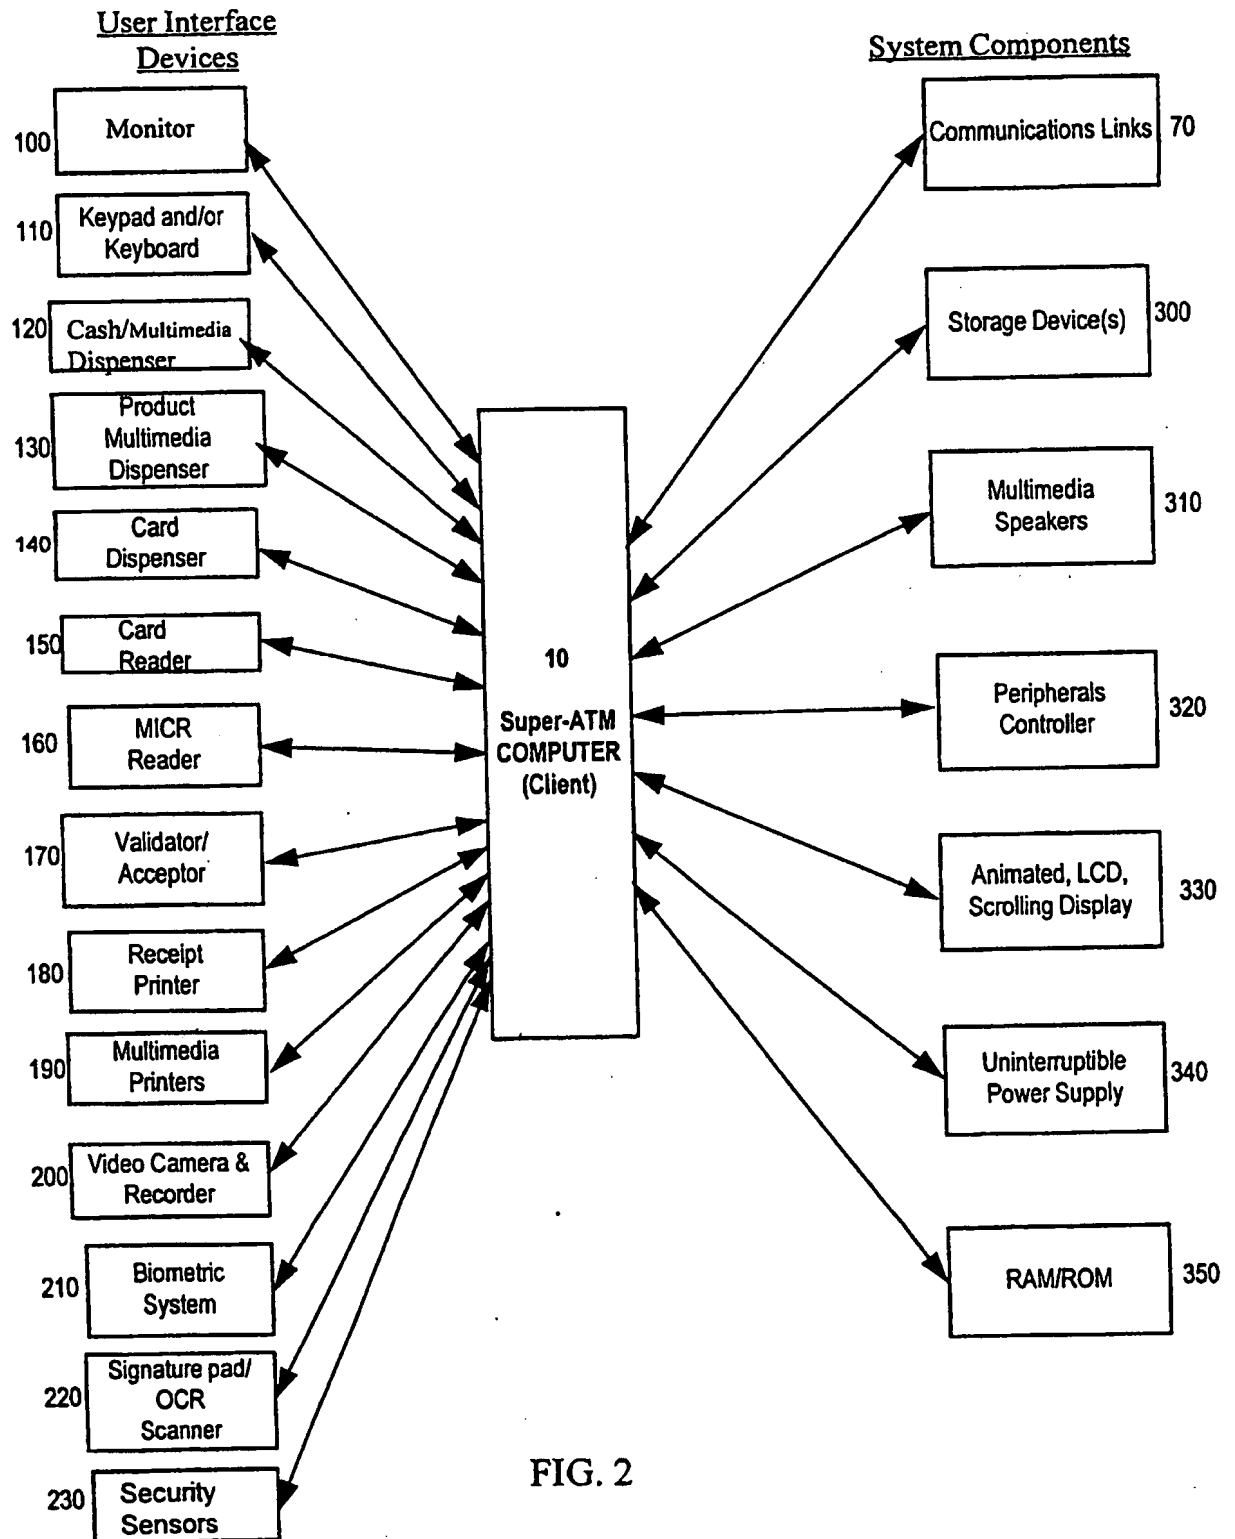 User Interface
Devices
100
Monitor
110
Keypad and/or
Keyboard
120
Cash/Multimedia
Dispenser
130
Product
Multimedia
Dispenser
140
Card
Dispenser
150
Card
Reader
160
MICR
Reader
170
Validator/
Acceptor
180
Receipt
Printer
190
Multimedia
Printers
200
Video Camera &
Recorder
210
Biometric
System
220
Signature pad/
OCR
Scanner
230
Security
Sensors
10
Super-ATM
COMPUTER
(Client)
System Components
Communications Links
70
Storage Device(s)
300
Multimedia
Speakers
310
Peripherals
Controller
320
Animated, LCD,
Scrolling Display
330
Uninterruptible
Power Supply
340
RAM/ROM
350
FIG. 2